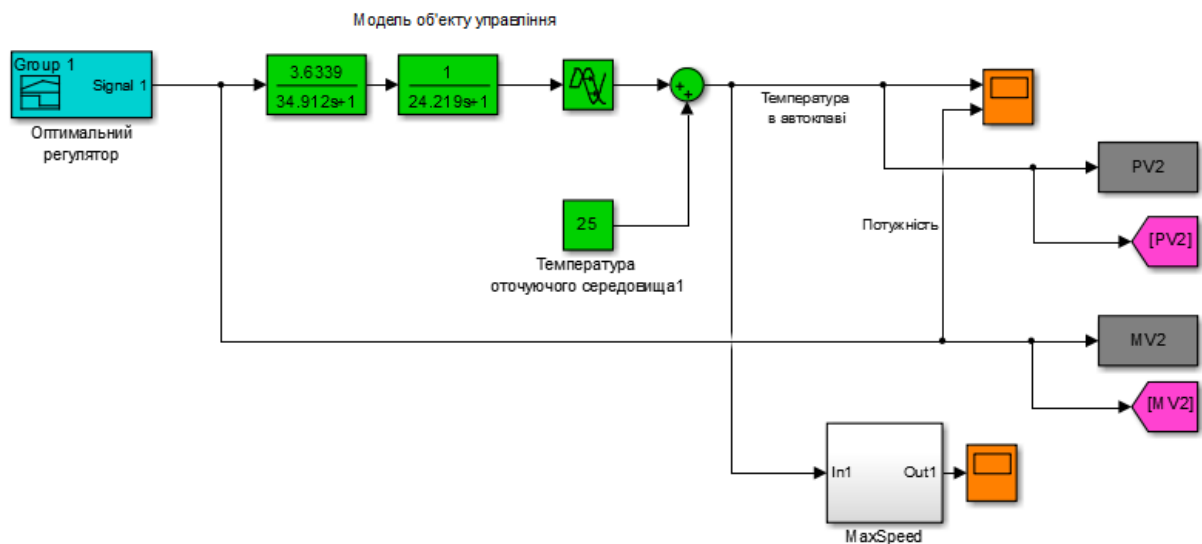 Модель об'екту управління
Group 1
Signal 1
Оптимальний
регулятор
3.6339
34.912s+1
1
24.219s+1
+
+
Температура
в автоклаві
25
Температура
оточуючого середовища1
Потужність
PV2
[PV2]
MV2
[MV2]
In1
Out1
MaxSpeed